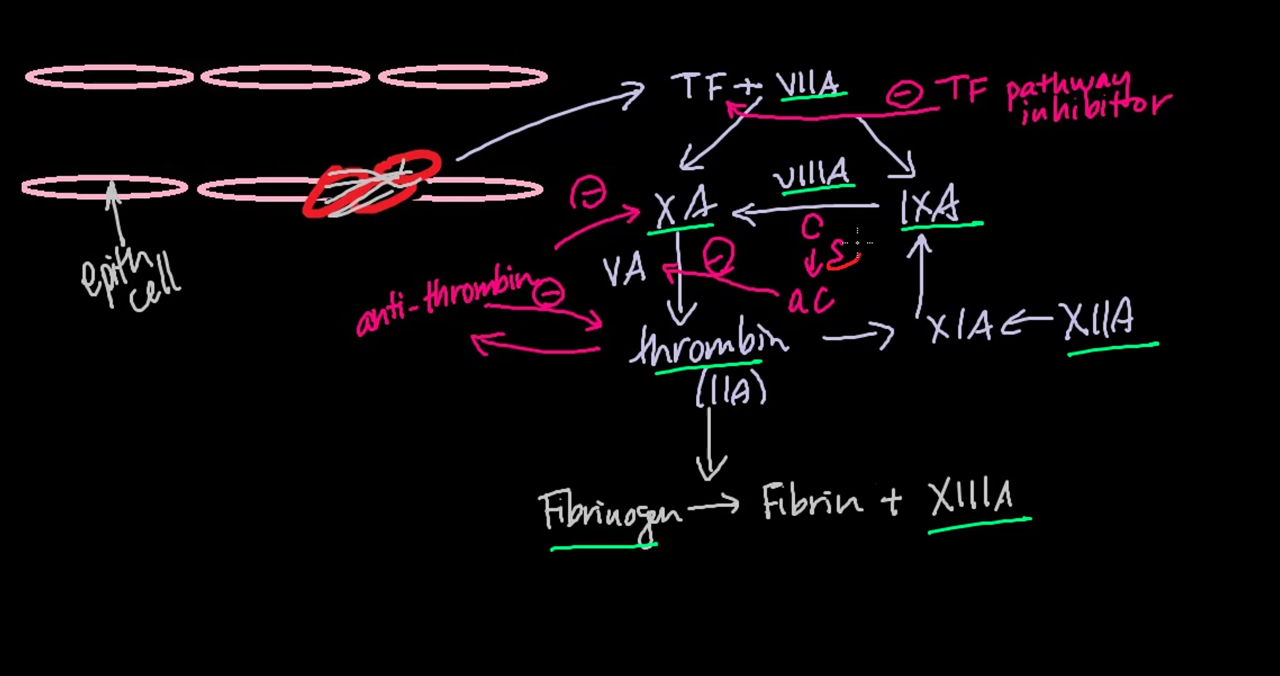 TF + VIIA
⊖ TF pathway
inhibittor
VIIIA
⊖
XA
IXA
C
S
VA
⊖
aC
epith
cell
anti-thrombin
⊖
thrombin
(IIA)
XIA
XIIA
Fibrinogen → Fibrin + XIIIA